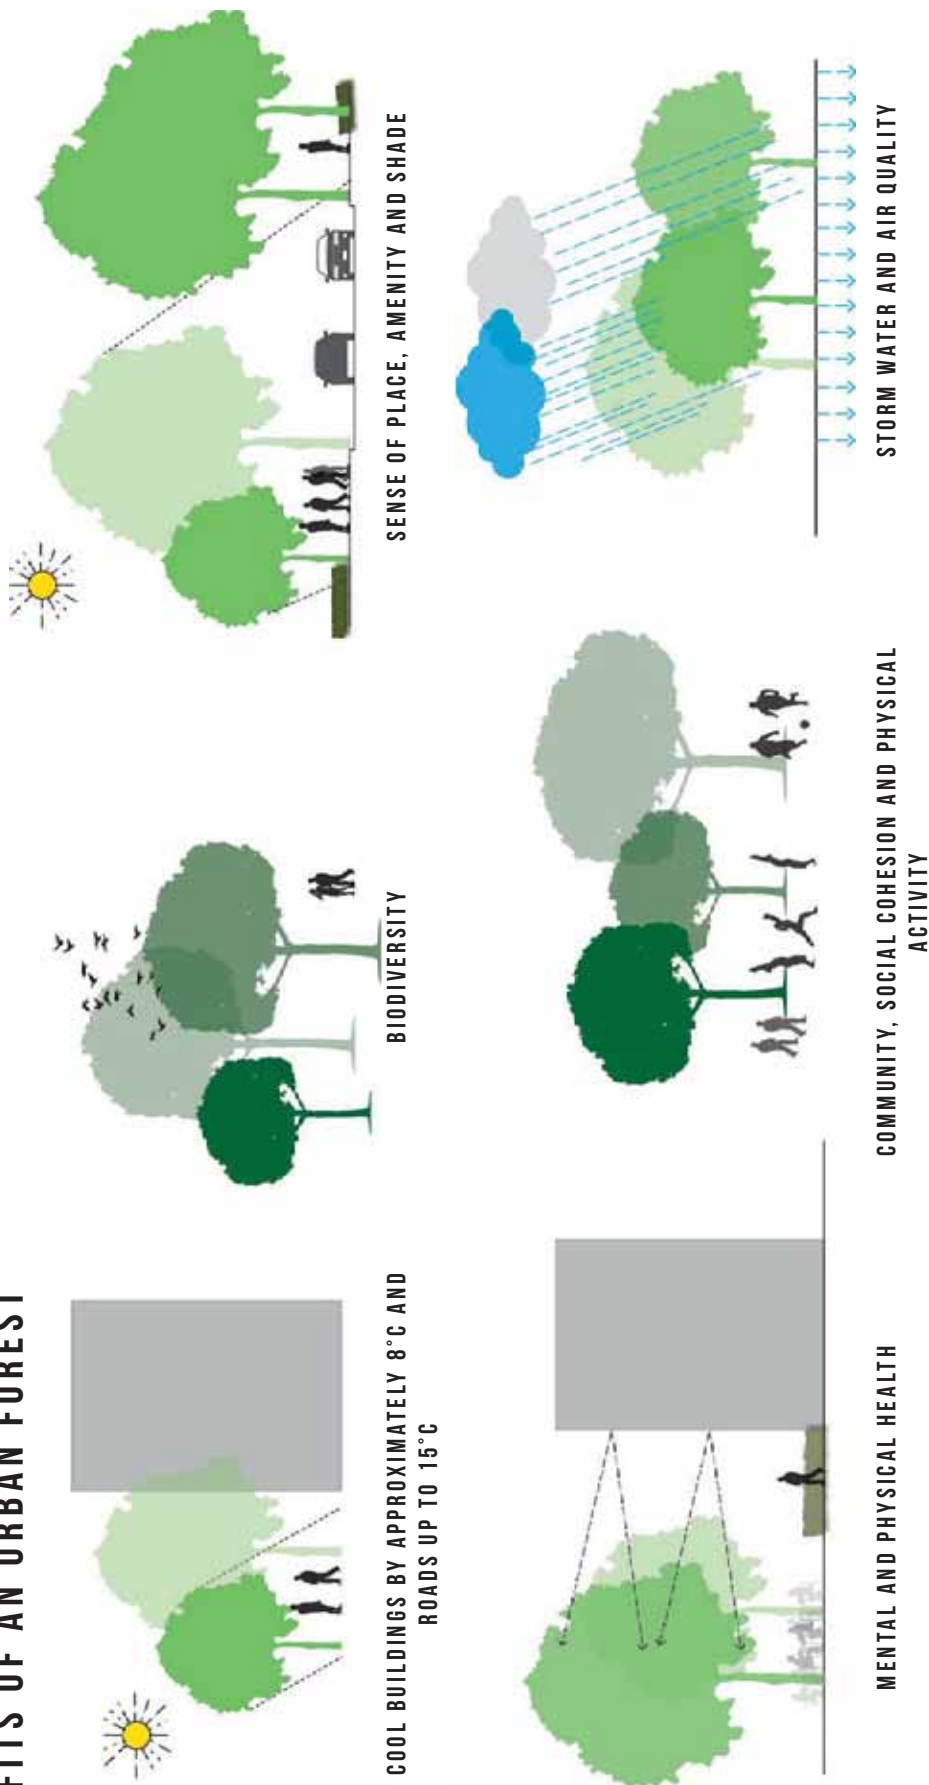 FITS OF AN URBAN FOREST
COOL BUILDINGS BY APPROXIMATELY 8°C AND
ROADS UP TO 15°C
BIODIVERSITY
SENSE OF PLACE, AMENITY AND SHADE
MENTAL AND PHYSICAL HEALTH
COMMUNITY, SOCIAL COHESION AND PHYSICAL
ACTIVITY
STORM WATER AND AIR QUALITY